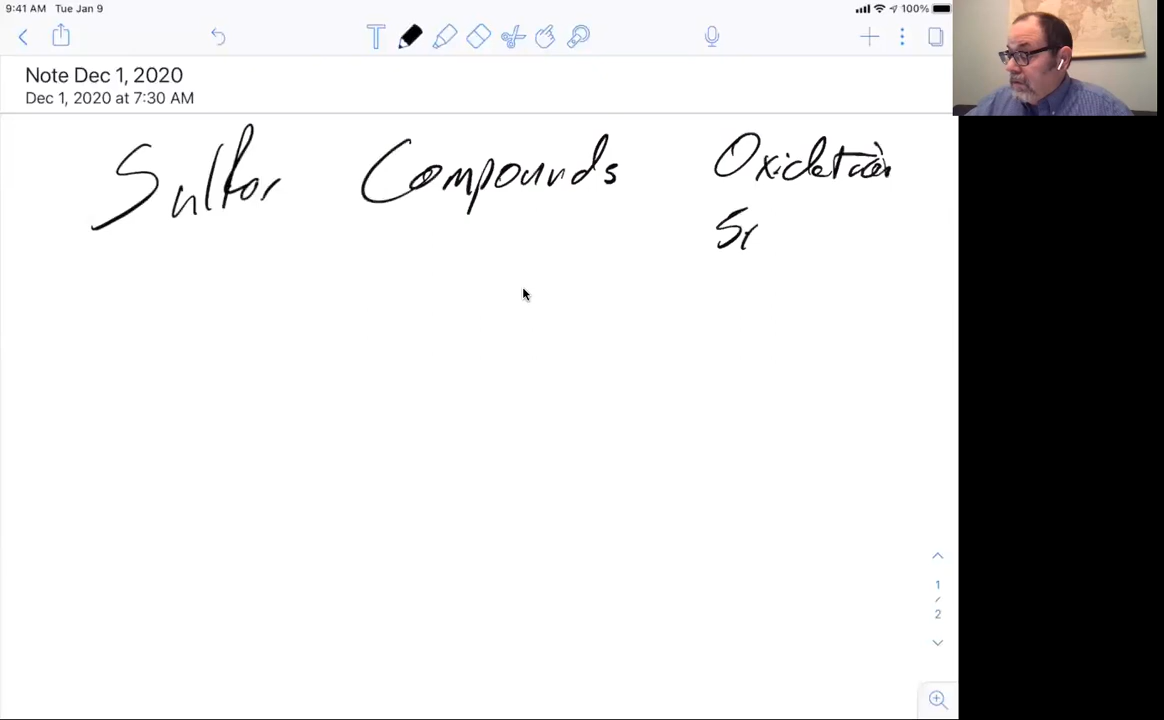 9:41 AM Tue Jan 9 100%
Note Dec 1, 2020
Dec 1, 2020 at 7:30 AM
Sulfor Compounds Oxidation
1
/
2